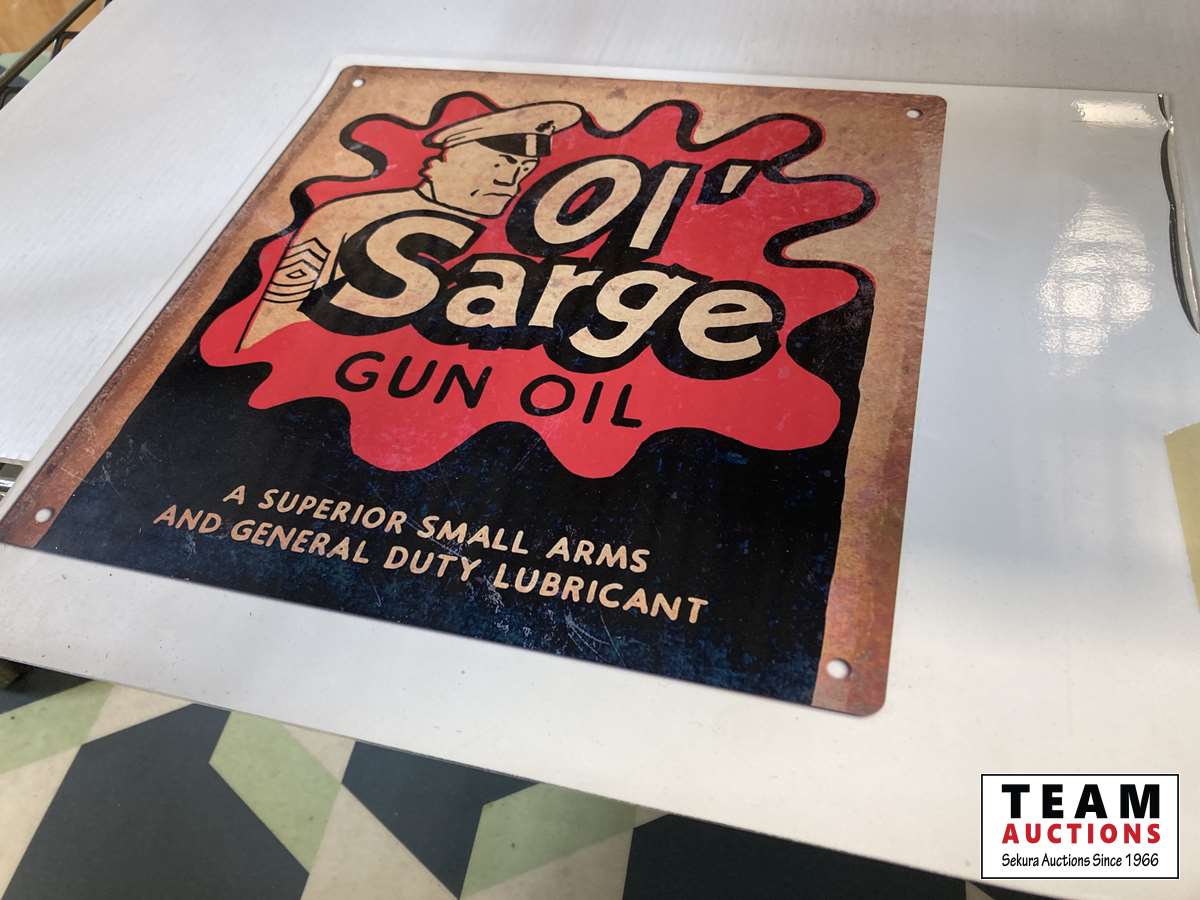 Ol'
Sarge
GUN OIL
A SUPERIOR SMALL ARMS
AND GENERAL DUTY LUBRICANT
TEAM
AUCTIONS
Sekura Auctions Since 1966